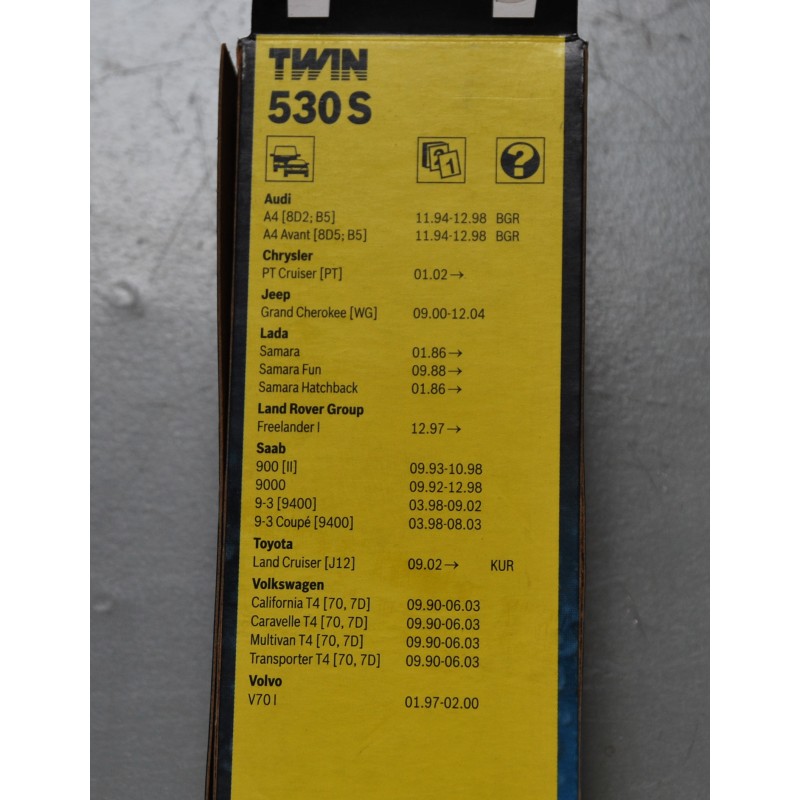 TWIN
530 S
2 1 ?
Audi
A4 [8D2; B5] 11.94-12.98 BGR
A4 Avant [8D5; B5] 11.94-12.98 BGR
Chrysler
PT Cruiser [PT] 01.02→
Jeep
Grand Cherokee [WG] 09.00-12.04
Lada
Samara 01.86→
Samara Fun 09.88→
Samara Hatchback 01.86→
Land Rover Group
Freelander I 12.97→
Saab
900 [II] 09.93-10.98
9000 09.92-12.98
9-3 [9400] 03.98-09.02
9-3 Coupé [9400] 03.98-08.03
Toyota
Land Cruiser [J12] 09.02→ KUR
Volkswagen
California T4 [70, 7D] 09.90-06.03
Caravelle T4 [70, 7D] 09.90-06.03
Multivan T4 [70, 7D] 09.90-06.03
Transporter T4 [70, 7D] 09.90-06.03
Volvo
V70 I 01.97-02.00